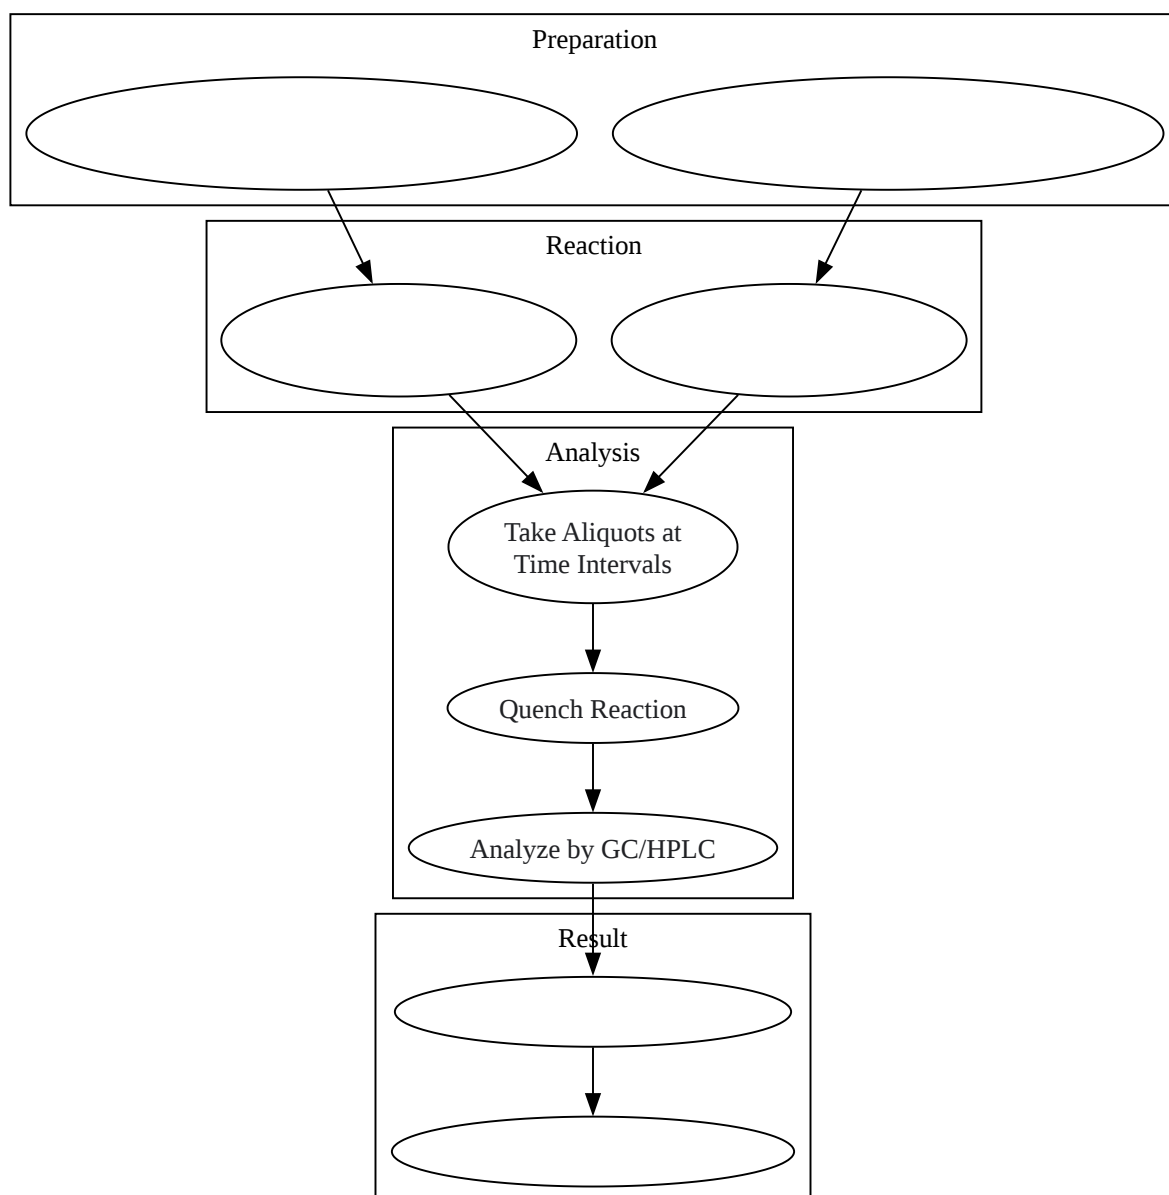 Preparation
Reaction
Analysis
Take Aliquots at
Time Intervals
Quench Reaction
Analyze by GC/HPLC
Result